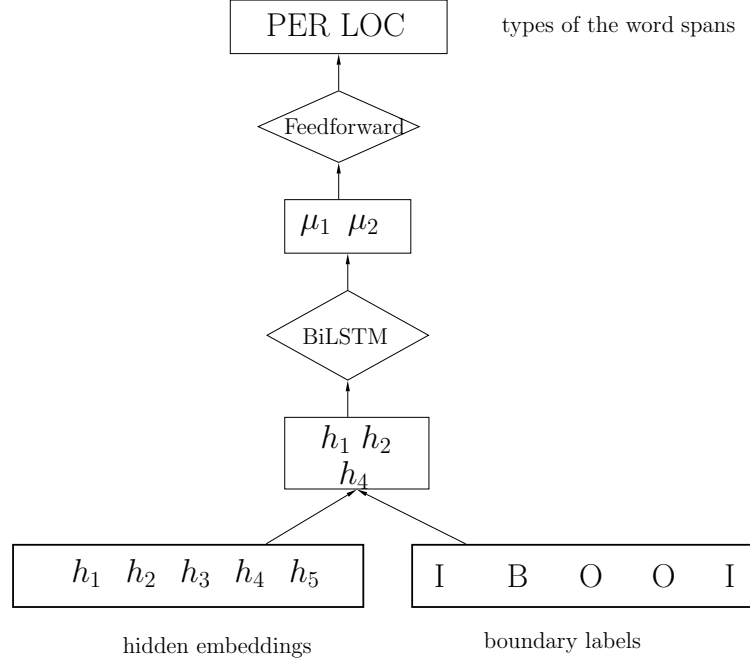 PER LOC
types of the word spans
Feedforward
μ₁ μ₂
BiLSTM
h₁ h₂
h₄
h₁ h₂ h₃ h₄ h₅
I B O O I
hidden embeddings
boundary labels